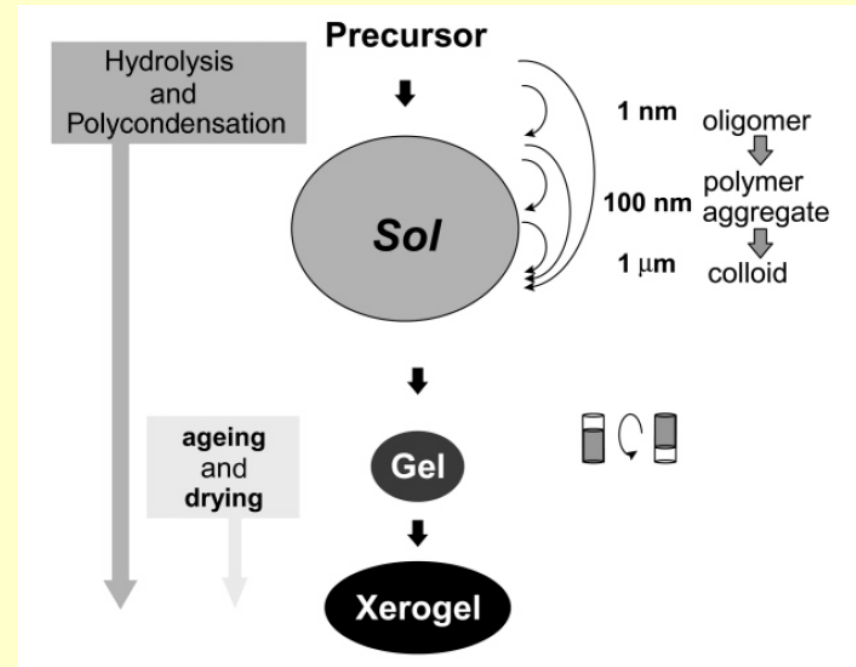 Precursor
Hydrolysis
and
Polycondensation
1 nm
oligomer
Sol
100 nm
polymer
aggregate
1 μm
colloid
ageing
and
drying
Gel
Xerogel